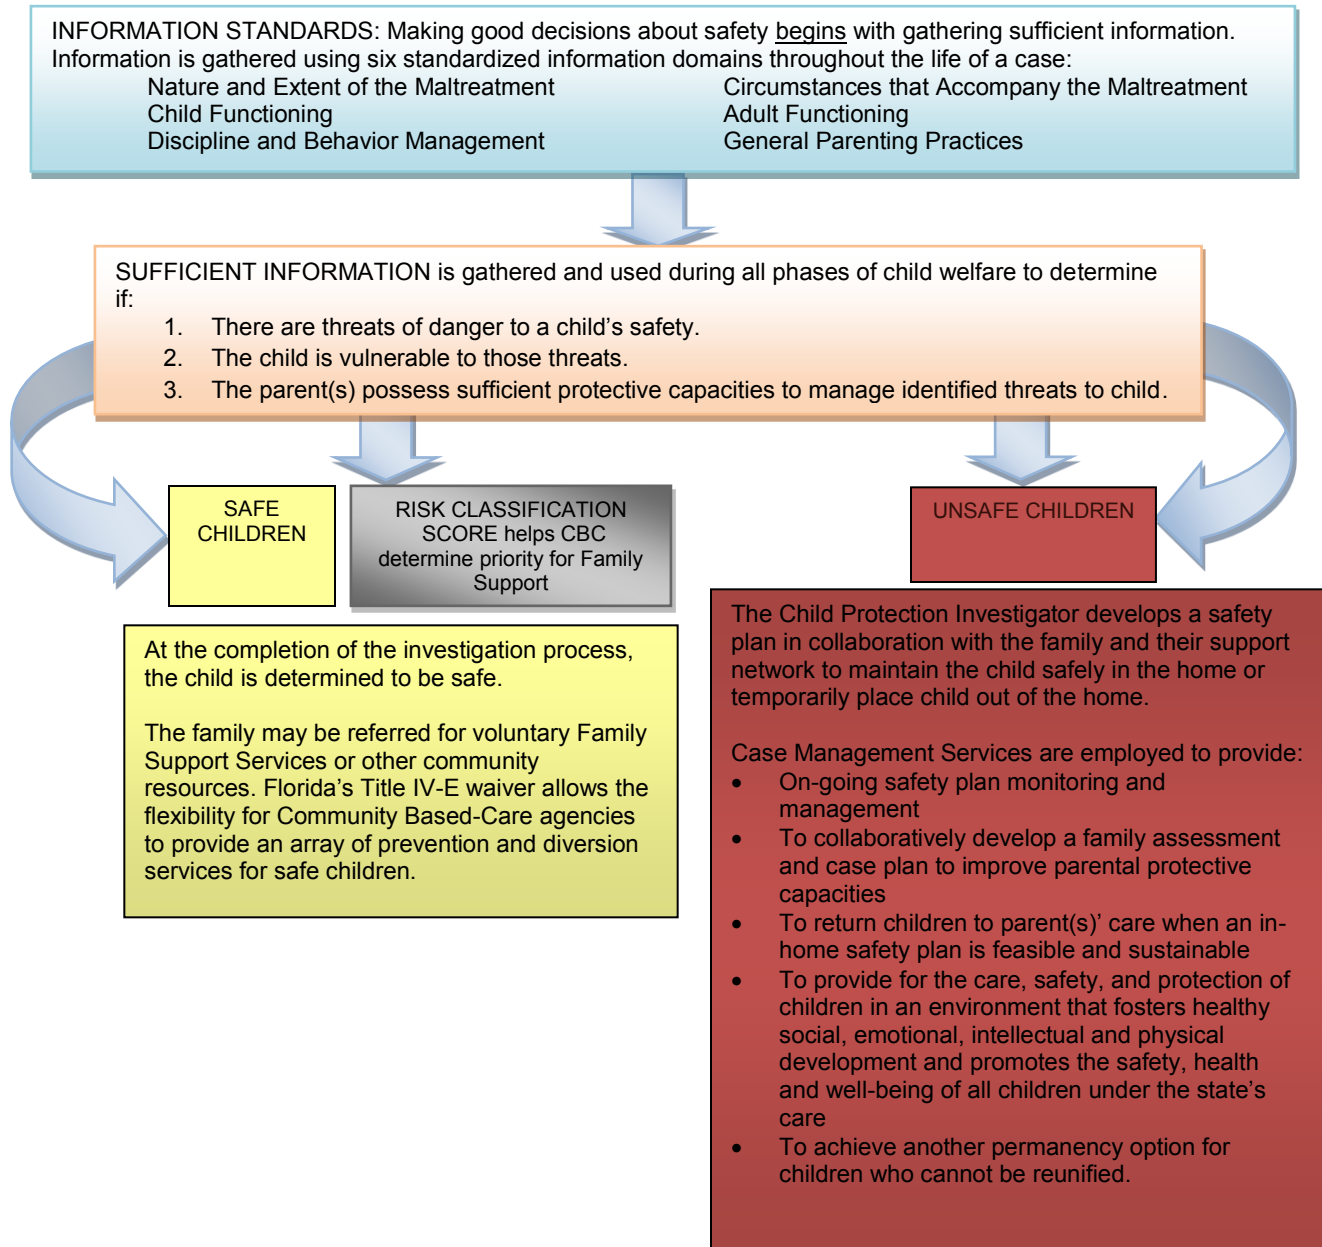 INFORMATION STANDARDS: Making good decisions about safety begins with gathering sufficient information.
Information is gathered using six standardized information domains throughout the life of a case:
Nature and Extent of the Maltreatment Circumstances that Accompany the Maltreatment
Child Functioning Adult Functioning
Discipline and Behavior Management General Parenting Practices
SUFFICIENT INFORMATION is gathered and used during all phases of child welfare to determine
if:
1. There are threats of danger to a child’s safety.
2. The child is vulnerable to those threats.
3. The parent(s) possess sufficient protective capacities to manage identified threats to child.
SAFE
CHILDREN
RISK CLASSIFICATION
SCORE helps CBC
determine priority for Family
Support
UNSAFE CHILDREN
At the completion of the investigation process,
the child is determined to be safe.
The family may be referred for voluntary Family
Support Services or other community
resources. Florida’s Title IV-E waiver allows the
flexibility for Community Based-Care agencies
to provide an array of prevention and diversion
services for safe children.
The Child Protection Investigator develops a safety
plan in collaboration with the family and their support
network to maintain the child safely in the home or
temporarily place child out of the home.
Case Management Services are employed to provide:
• On-going safety plan monitoring and
management
• To collaboratively develop a family assessment
and case plan to improve parental protective
capacities
• To return children to parent(s)’ care when an in-
home safety plan is feasible and sustainable
• To provide for the care, safety, and protection of
children in an environment that fosters healthy
social, emotional, intellectual and physical
development and promotes the safety, health
and well-being of all children under the state’s
care
• To achieve another permanency option for
children who cannot be reunified.